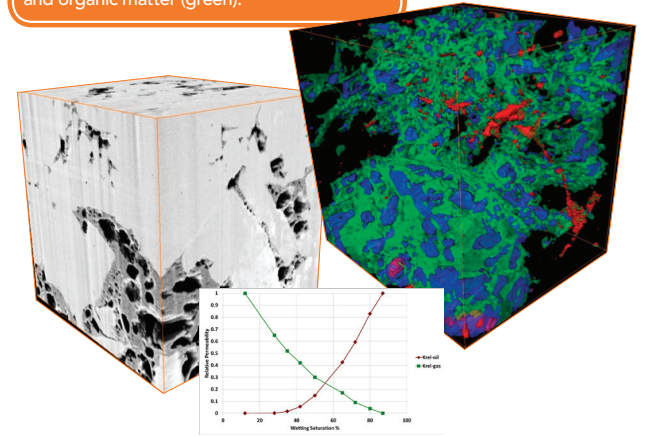 and organic matter (green).
1
0.9
0.8
0.7
0.6
0.5
0.4
0.3
0.2
0.1
0
Relative Permeability
0 20 40 60 80 100
Wetting Saturation %
Krel-oil
Krel-gas